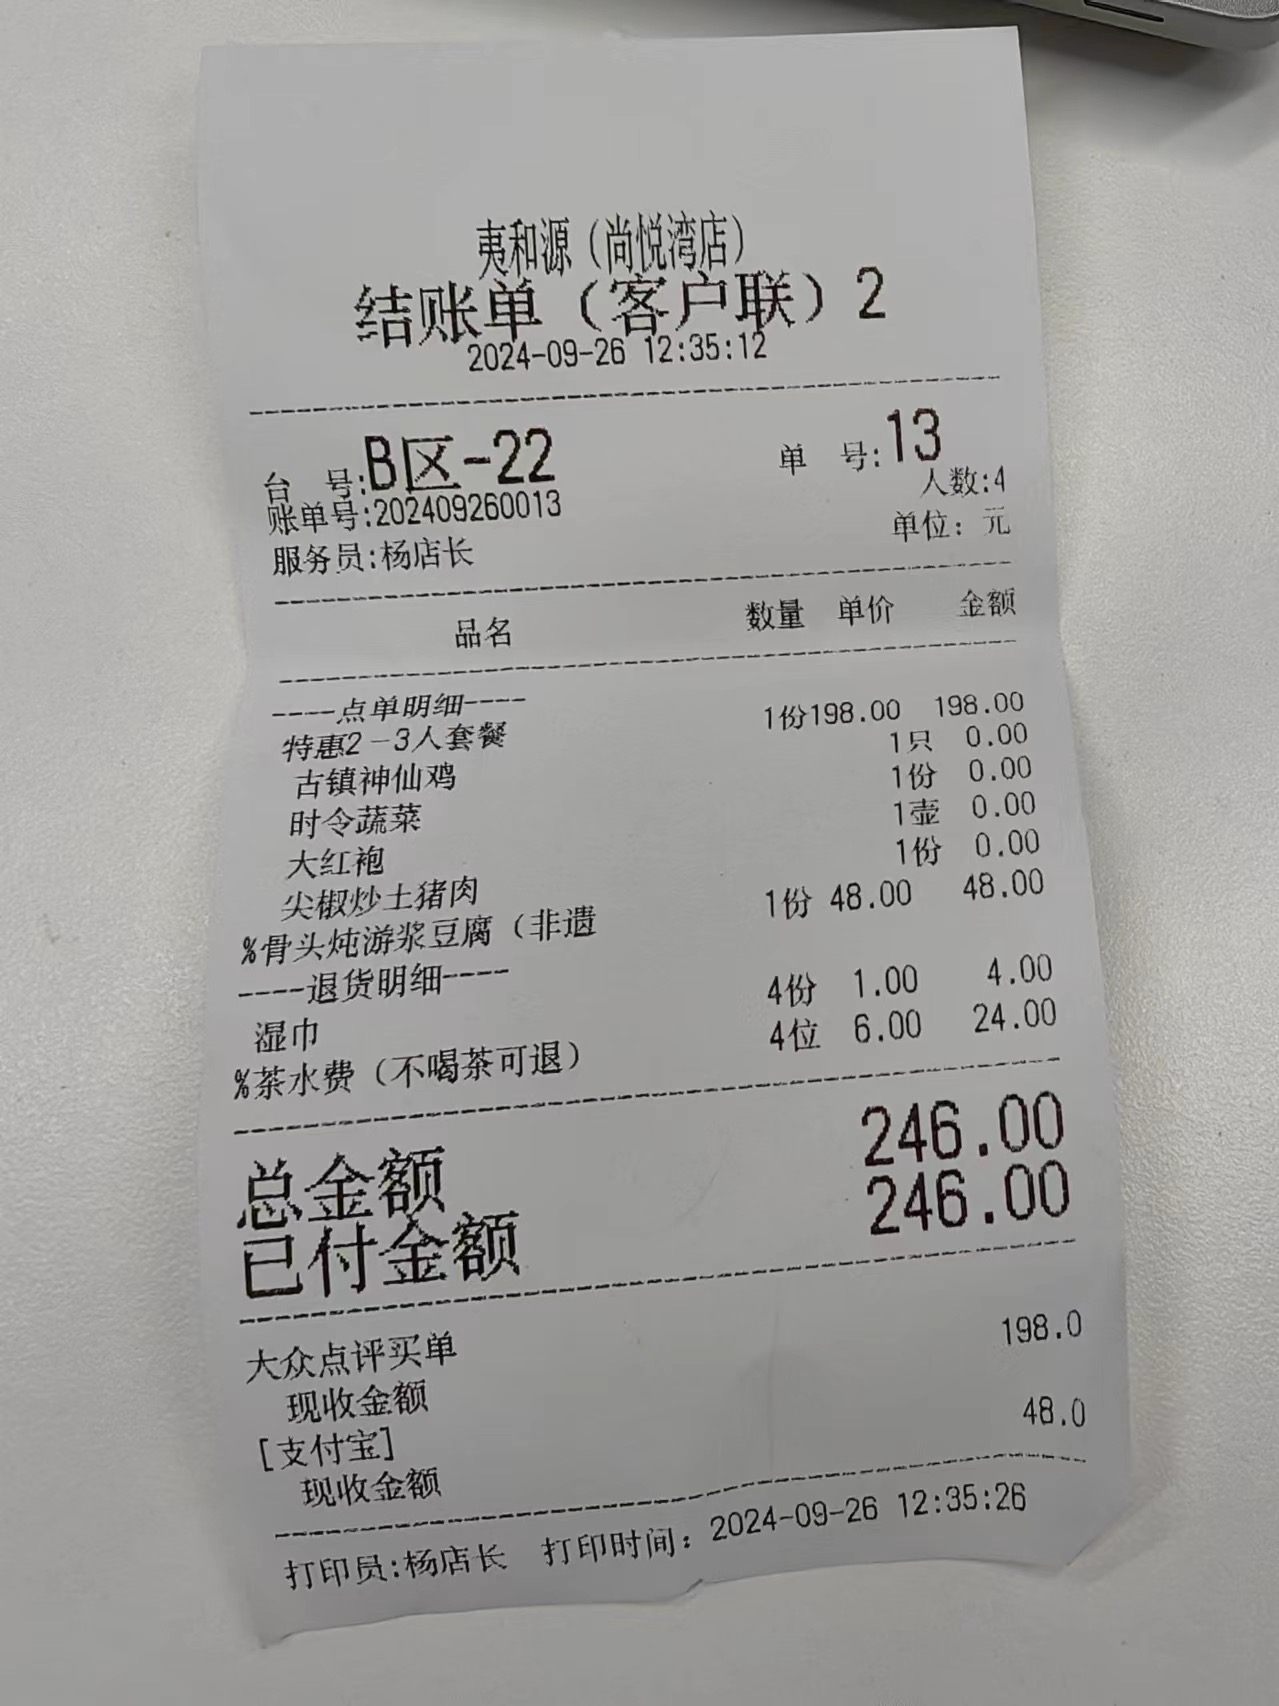 夷和源（尚悦湾店）
结账单（客户联）2
2024-09-26 12:35:12
台 号:B区-22 单 号:13
账单号:202409260013 人数:4
服务员:杨店长 单位：元
品名 数量 单价 金额
----点单明细----
特惠2-3人套餐 1份198.00 198.00
古镇神仙鸡 1只 0.00
时令蔬菜 1份 0.00
大红袍 1壶 0.00
尖椒炒土猪肉 1份 0.00
%骨头炖游浆豆腐（非遗 1份 48.00 48.00
----退货明细----
湿巾 4份 1.00 4.00
%茶水费（不喝茶可退） 4位 6.00 24.00
总金额 246.00
已付金额 246.00
大众点评买单
现收金额 198.0
[支付宝]
现收金额 48.0
打印员:杨店长 打印时间：2024-09-26 12:35:26